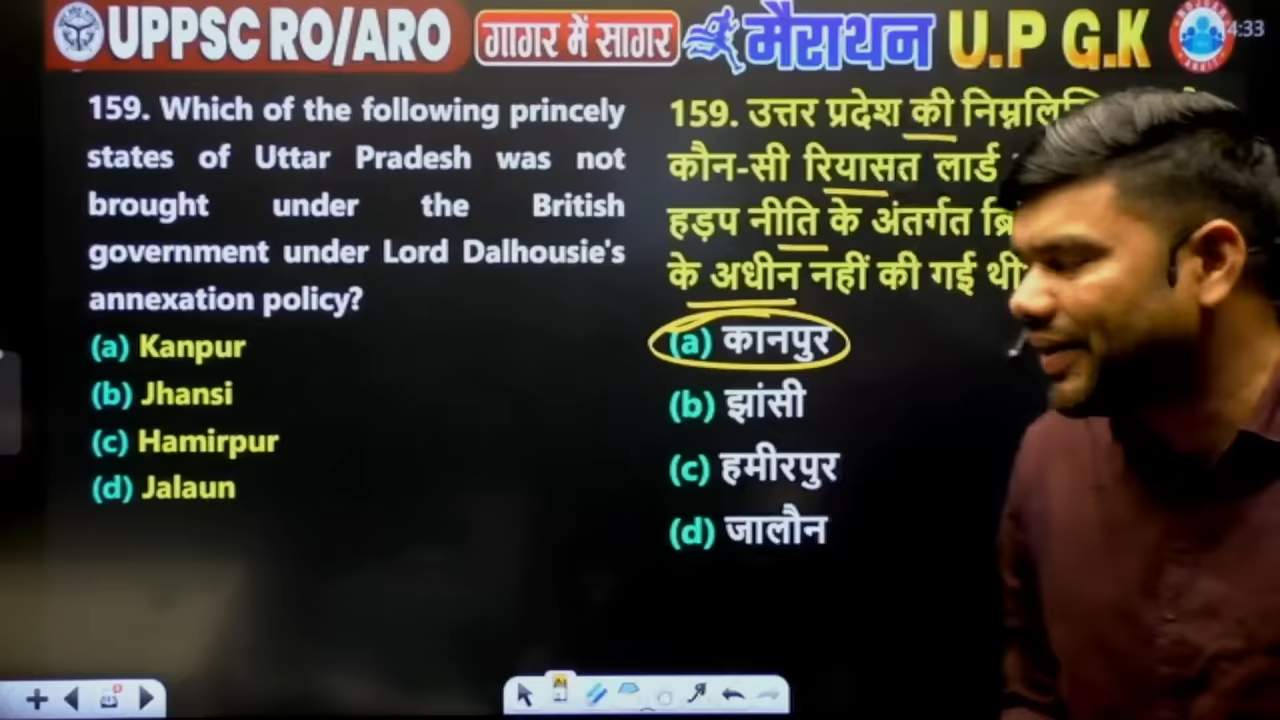 UPPSC RO/ARO
गागर में सागर
मैराथन U.P G.K
4:33
159. Which of the following princely
states of Uttar Pradesh was not
brought under the British
government under Lord Dalhousie's
annexation policy?
(a) Kanpur
(b) Jhansi
(c) Hamirpur
(d) Jalaun
159. उत्तर प्रदेश की
कौन-सी रियासत लार्ड
हड़प नीति के अंतर्गत
के अधीन नहीं की गई थी
(a) कानपुर
(b) झांसी
(c) हमीरपुर
(d) जालौन